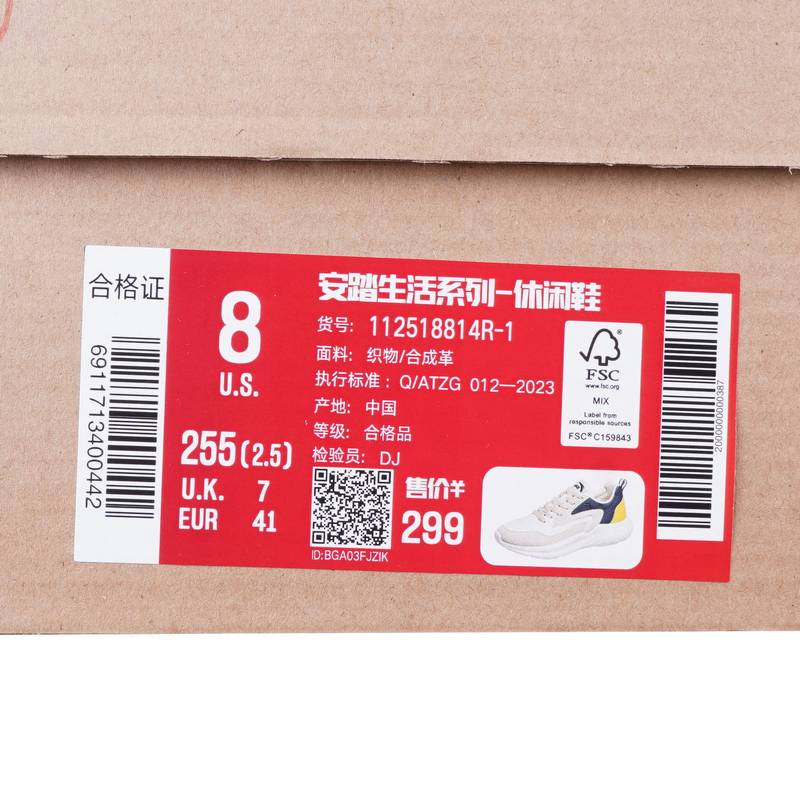 合格证
6911713400442
8
U.S.
255(2.5)
U.K. 7
EUR 41
安踏生活系列-休闲鞋
货号: 112518814R-1
面料: 织物/合成革
执行标准: Q/ATZG 012—2023
产地: 中国
等级: 合格品
检验员: DJ
ID:BGA03FJZIK
售价¥
299
FSC®
www.fsc.org
MIX
Label from
responsible sources
FSC® C159843
2000000000387